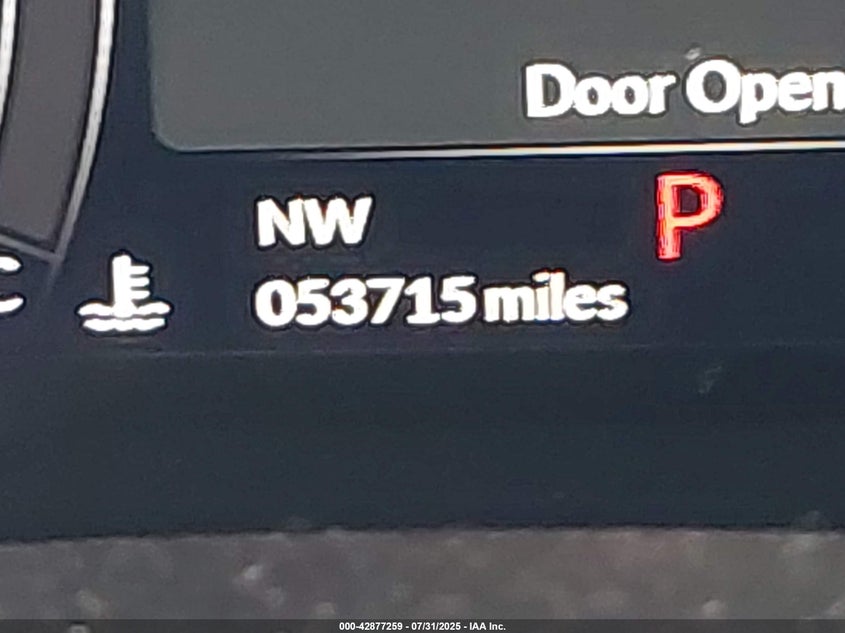 Door Open
NW
P
C
053715 miles
000-42877259 - 07/31/2025 - IAA Inc.